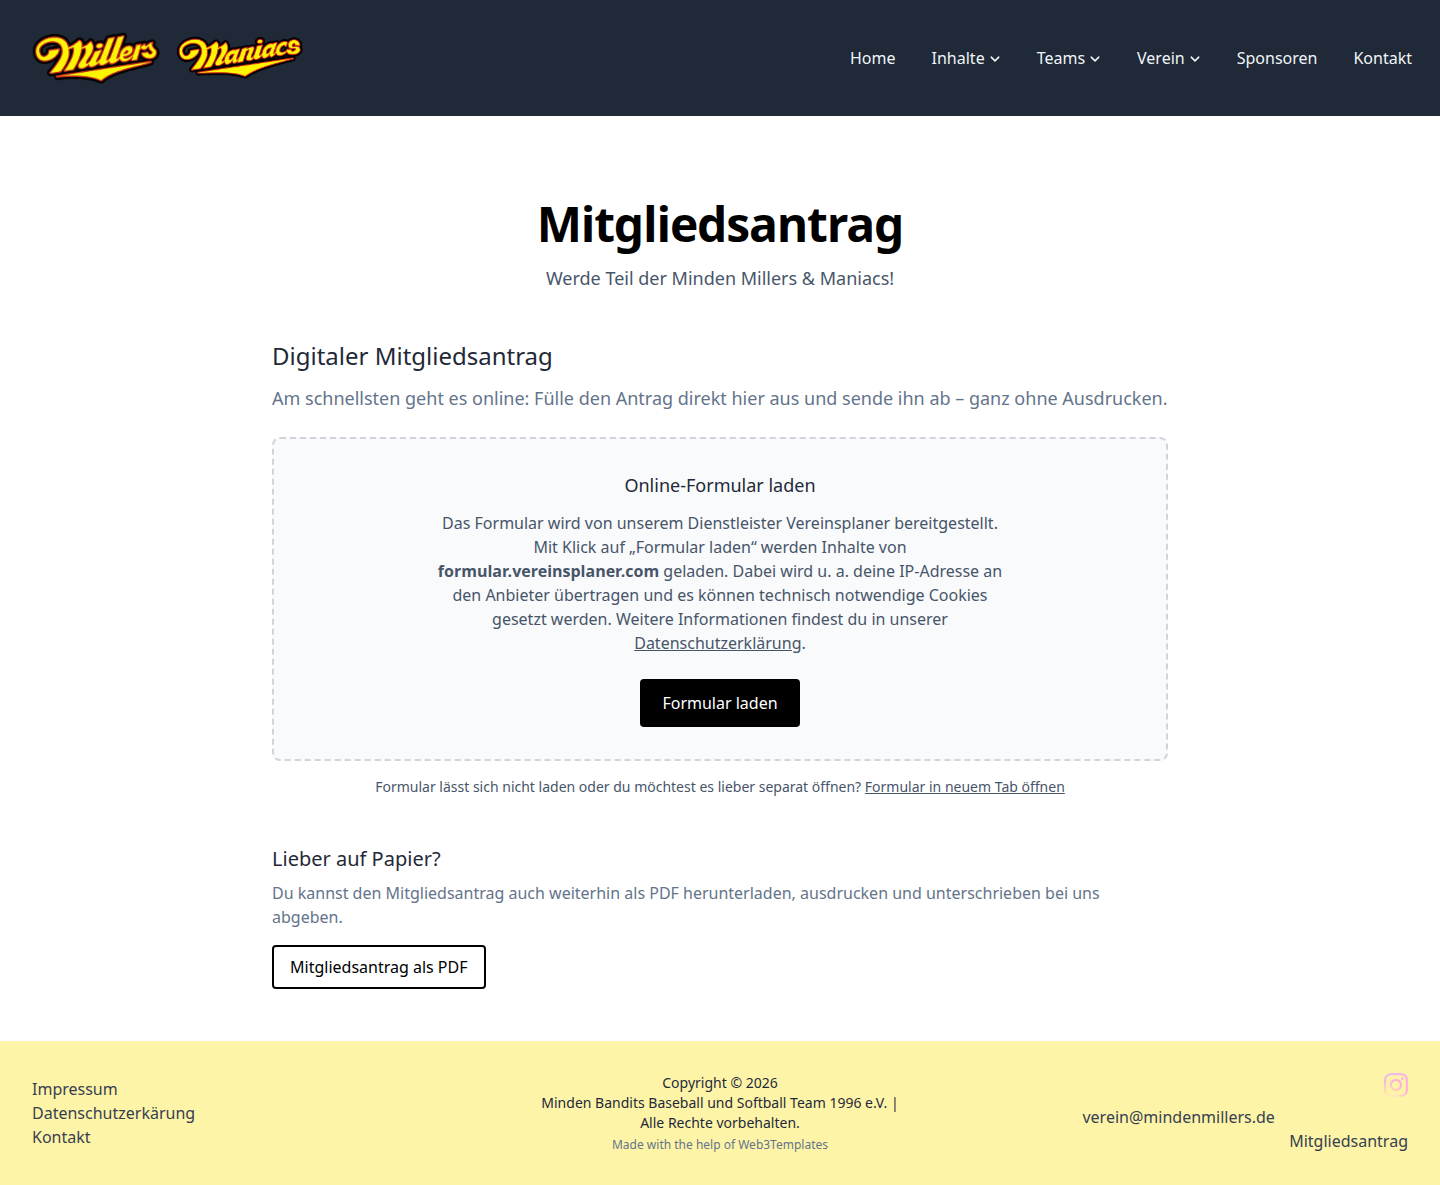 Millers Maniacs Home Inhalte Teams Verein Sponsoren Kontakt
Mitgliedsantrag
Werde Teil der Minden Millers & Maniacs!
Digitaler Mitgliedsantrag
Am schnellsten geht es online: Fülle den Antrag direkt hier aus und sende ihn ab – ganz ohne Ausdrucken.
Online-Formular laden
Das Formular wird von unserem Dienstleister Vereinsplaner bereitgestellt.
Mit Klick auf „Formular laden“ werden Inhalte von
formular.vereinsplaner.com geladen. Dabei wird u. a. deine IP-Adresse an
den Anbieter übertragen und es können technisch notwendige Cookies
gesetzt werden. Weitere Informationen findest du in unserer
Datenschutzerklärung.
Formular laden
Formular lässt sich nicht laden oder du möchtest es lieber separat öffnen? Formular in neuem Tab öffnen
Lieber auf Papier?
Du kannst den Mitgliedsantrag auch weiterhin als PDF herunterladen, ausdrucken und unterschrieben bei uns
abgeben.
Mitgliedsantrag als PDF
Impressum
Datenschutzerkärung
Kontakt
Copyright © 2026
Minden Bandits Baseball und Softball Team 1996 e.V. |
Alle Rechte vorbehalten.
Made with the help of Web3Templates
verein@mindenmillers.de
Mitgliedsantrag